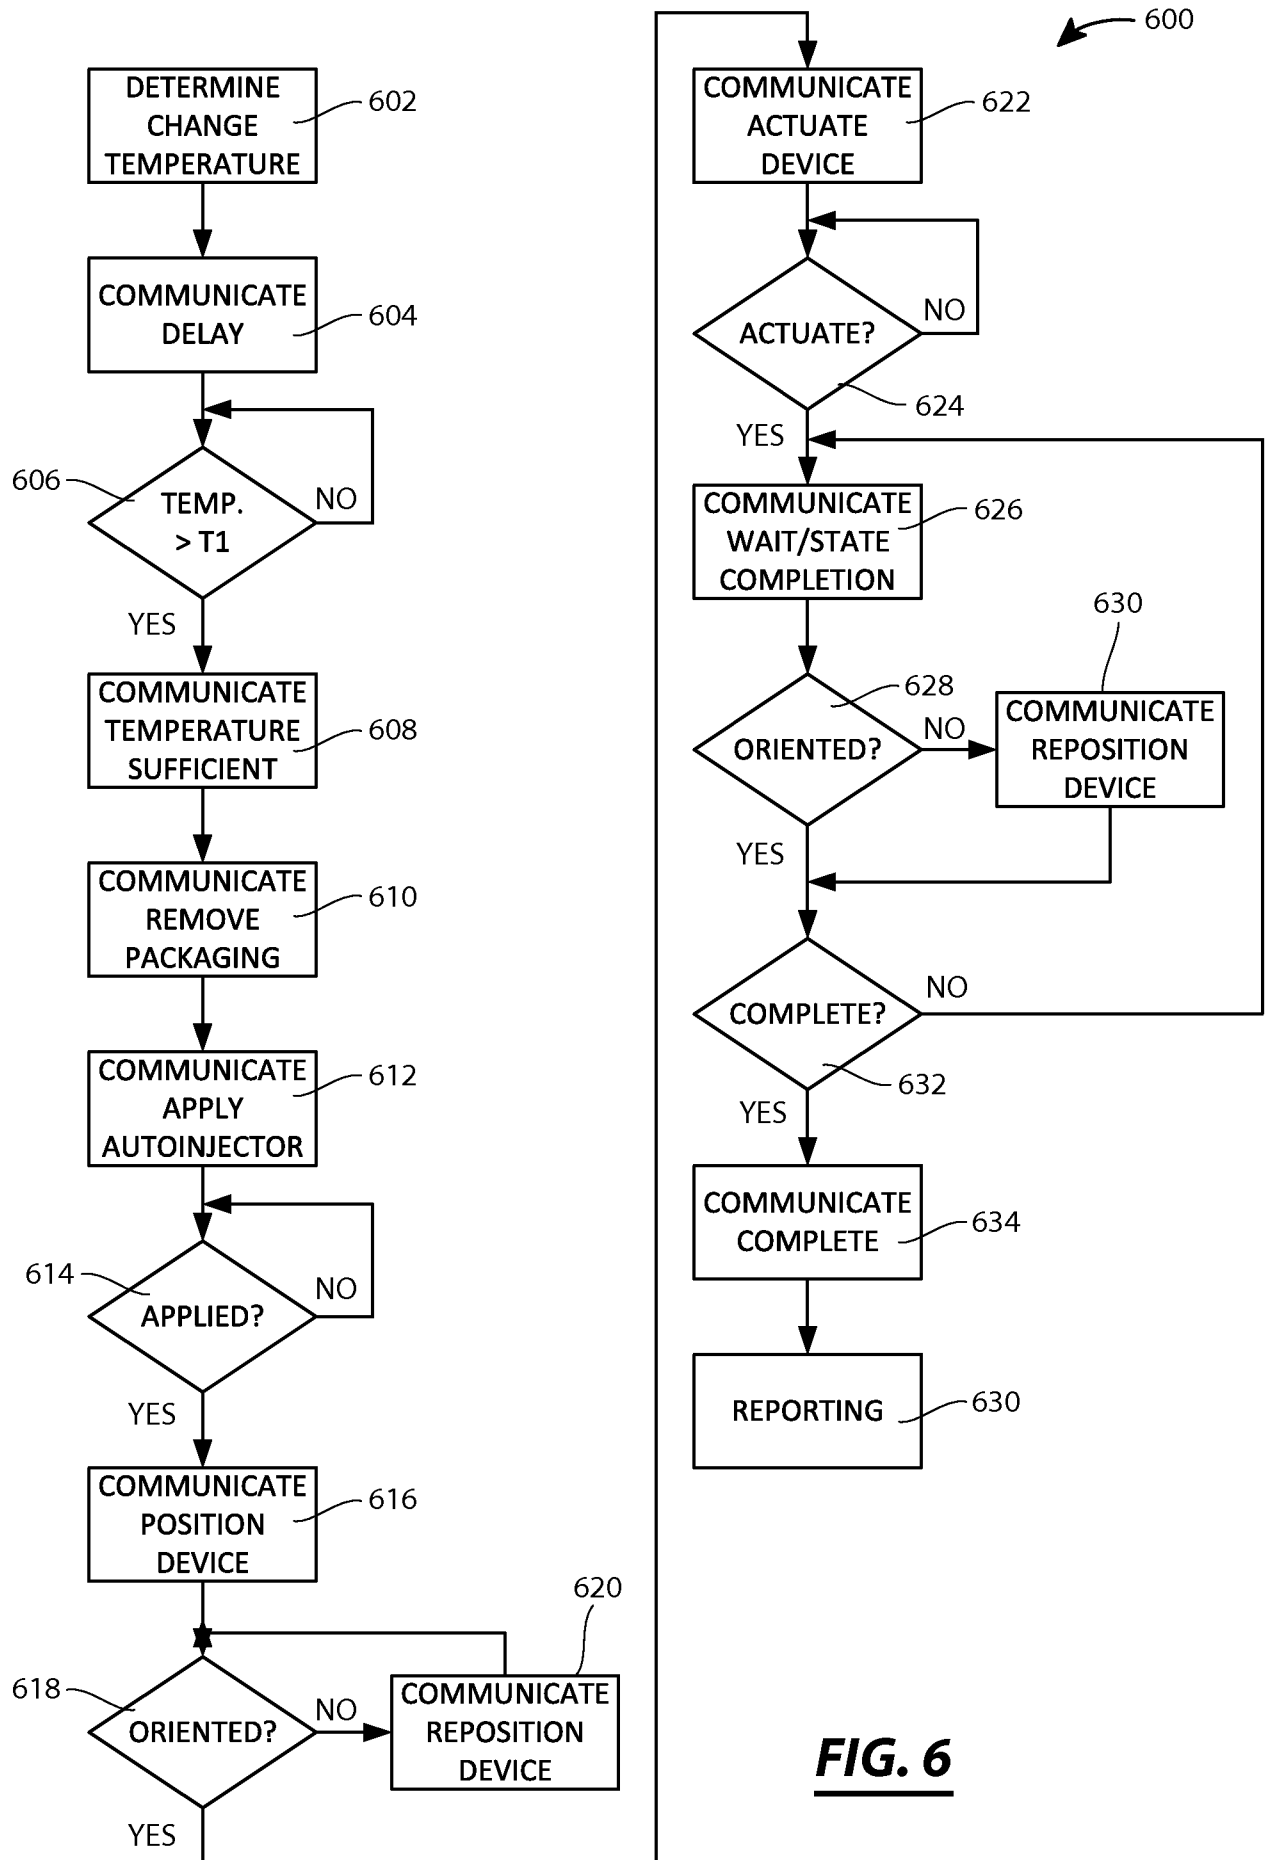 DETERMINE
CHANGE
TEMPERATURE
602
COMMUNICATE
DELAY
604
606
TEMP.
> T1
NO
YES
COMMUNICATE
TEMPERATURE
SUFFICIENT
608
COMMUNICATE
REMOVE
PACKAGING
610
COMMUNICATE
APPLY
AUTOINJECTOR
612
614
APPLIED?
NO
YES
COMMUNICATE
POSITION
DEVICE
616
618
ORIENTED?
NO
620
COMMUNICATE
REPOSITION
DEVICE
YES
600
COMMUNICATE
ACTUATE
DEVICE
622
ACTUATE?
NO
624
YES
COMMUNICATE
WAIT/STATE
COMPLETION
626
628
ORIENTED?
NO
630
COMMUNICATE
REPOSITION
DEVICE
YES
COMPLETE?
NO
632
YES
COMMUNICATE
COMPLETE
634
REPORTING
630
FIG. 6